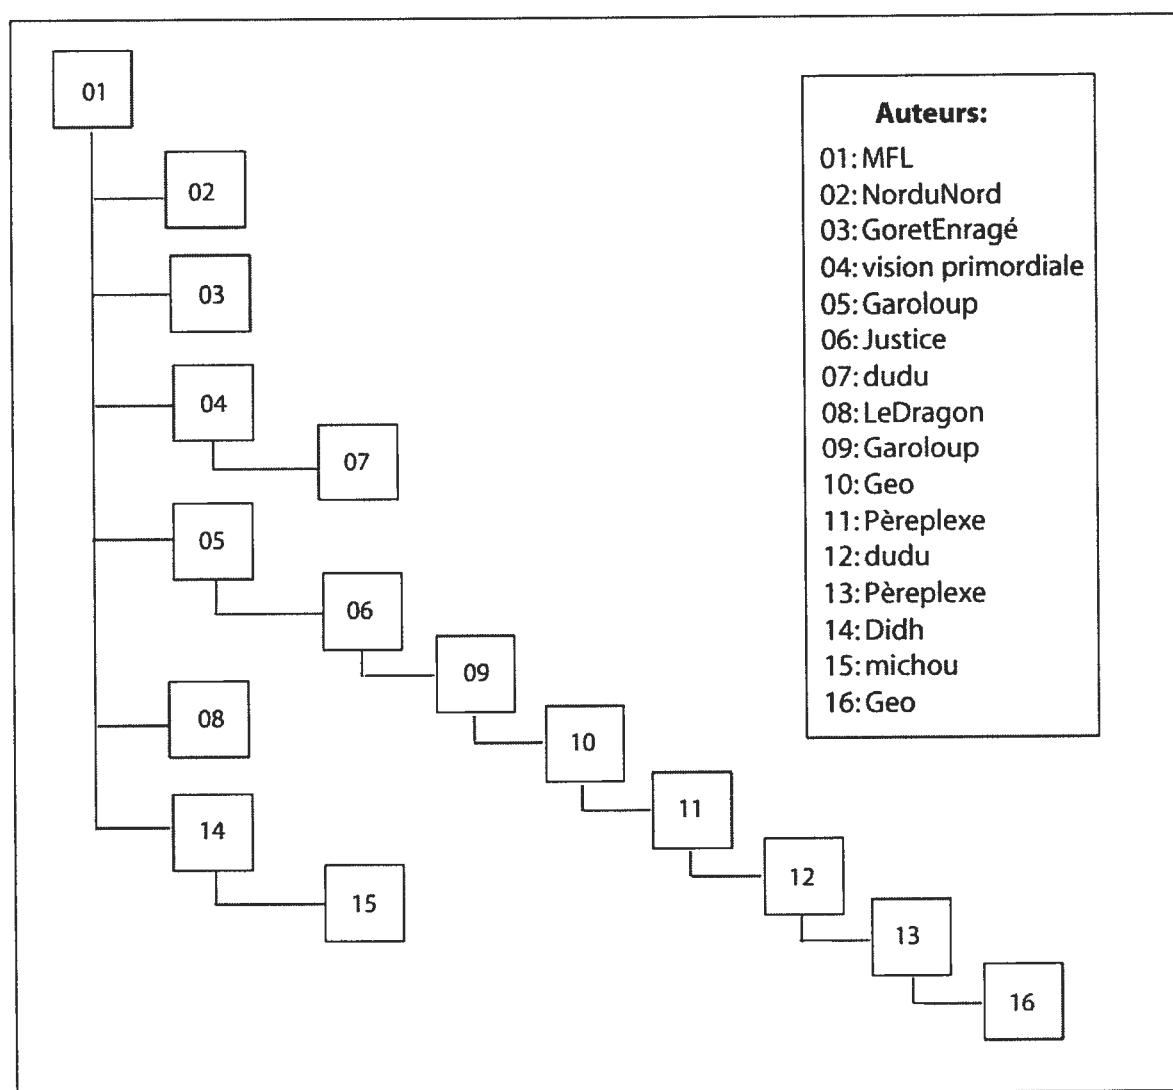 01
02
03
04
07
05
06
09
08
10
11
14
12
15
13
16
Auteurs:
01: MFL
02: NorduNord
03: GoretEnragé
04: vision primordiale
05: Garoloup
06: Justice
07: dudu
08: LeDragon
09: Garoloup
10: Geo
11: Pèreplexe
12: dudu
13: Pèreplexe
14: Didh
15: michou
16: Geo